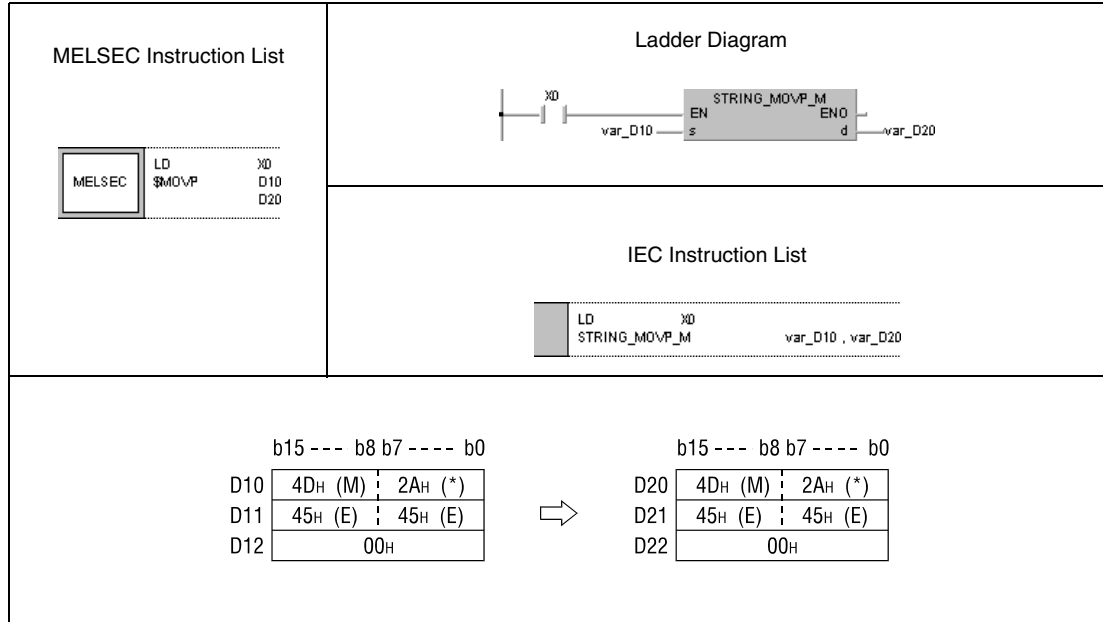 MELSEC Instruction List
MELSEC
LD X0
$MOVP D10
D20
Ladder Diagram
X0
STRING_MOVP_M
EN ENO
var_D10 s d var_D20
IEC Instruction List
LD X0
STRING_MOVP_M var_D10 , var_D20
b15 --- b8 b7 ---- b0
D10 4DH (M) 2AH (*)
D11 45H (E) 45H (E)
D12 00H
b15 --- b8 b7 ---- b0
D20 4DH (M) 2AH (*)
D21 45H (E) 45H (E)
D22 00H